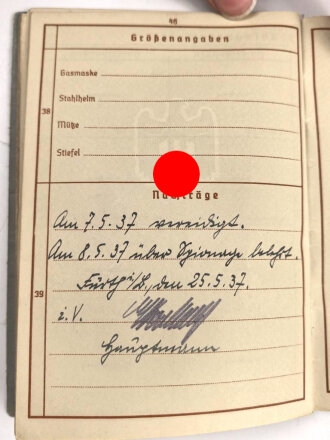 46
Größenangaben
Gasmaske
Stahlheim
38
Mütze
Stiefel
Nachträge
Am 7.5.37 vereidigt.
Am 8.5.37 über Spionage belehrt.
Fürth i/B, den 25.5.37.
39
i. V.
Hauptmann